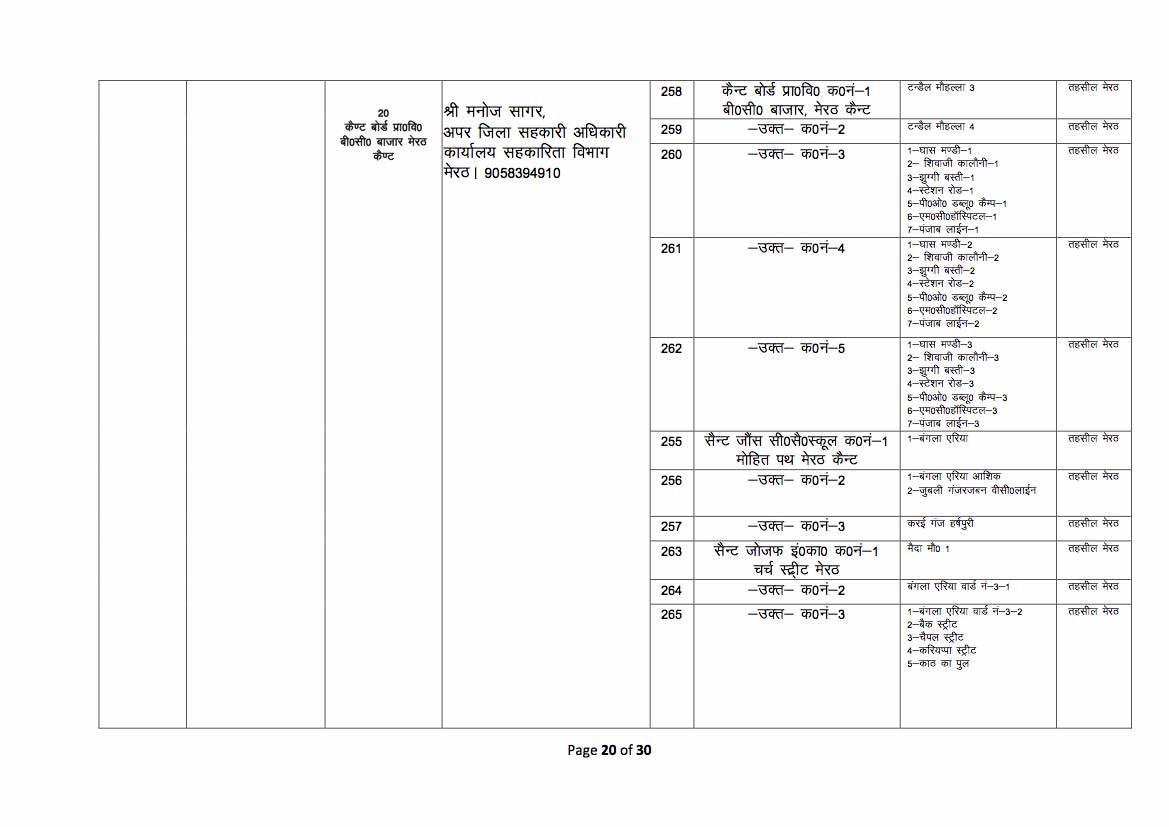 20
कैण्ट बोर्ड प्रा0वि0
बी0सी0 बाजार मेरठ
कैण्ट
श्री मनोज सागर,
अपर जिला सहकारी अधिकारी
कार्यालय सहकारिता विभाग
मेरठ। 9058394910
258
कैन्ट बोर्ड प्रा0वि0 क0नं–1
बी0सी0 बाजार, मेरठ कैन्ट
टन्डैल मौहल्ला 3
तहसील मेरठ
259
–उक्त– क0नं–2
टन्डैल मौहल्ला 4
तहसील मेरठ
260
–उक्त– क0नं–3
1–घास मण्डी–1
2– शिवाजी कालौनी–1
3–झुग्गी बस्ती–1
4–स्टेशन रोड–1
5–पी0ओ0 डब्लू0 कैम्प–1
6–एम0सी0हॉस्पिटल–1
7–पंजाब लाईन–1
तहसील मेरठ
261
–उक्त– क0नं–4
1–घास मण्डी–2
2– शिवाजी कालौनी–2
3–झुग्गी बस्ती–2
4–स्टेशन रोड–2
5–पी0ओ0 डब्लू0 कैम्प–2
6–एम0सी0हॉस्पिटल–2
7–पंजाब लाईन–2
तहसील मेरठ
262
–उक्त– क0नं–5
1–घास मण्डी–3
2– शिवाजी कालौनी–3
3–झुग्गी बस्ती–3
4–स्टेशन रोड–3
5–पी0ओ0 डब्लू0 कैम्प–3
6–एम0सी0हॉस्पिटल–3
7–पंजाब लाईन–3
तहसील मेरठ
255
सैन्ट जौंस सी0सै0स्कूल क0नं–1
मोहित पथ मेरठ कैन्ट
1–बंगला एरिया
तहसील मेरठ
256
–उक्त– क0नं–2
1–बंगला एरिया आशिक
2–जुबली गंजरजबन वीसी0लाईन
तहसील मेरठ
257
–उक्त– क0नं–3
करई गंज हर्षपुरी
तहसील मेरठ
263
सैन्ट जोजफ इं0का0 क0नं–1
चर्च स्ट्रीट मेरठ
मैदा मौ0 1
तहसील मेरठ
264
–उक्त– क0नं–2
बंगला एरिया वार्ड नं–3–1
तहसील मेरठ
265
–उक्त– क0नं–3
1–बंगला एरिया वार्ड नं–3–2
2–बैक स्ट्रीट
3–चैपल स्ट्रीट
4–करियप्पा स्ट्रीट
5–काठ का पुल
तहसील मेरठ
Page 20 of 30